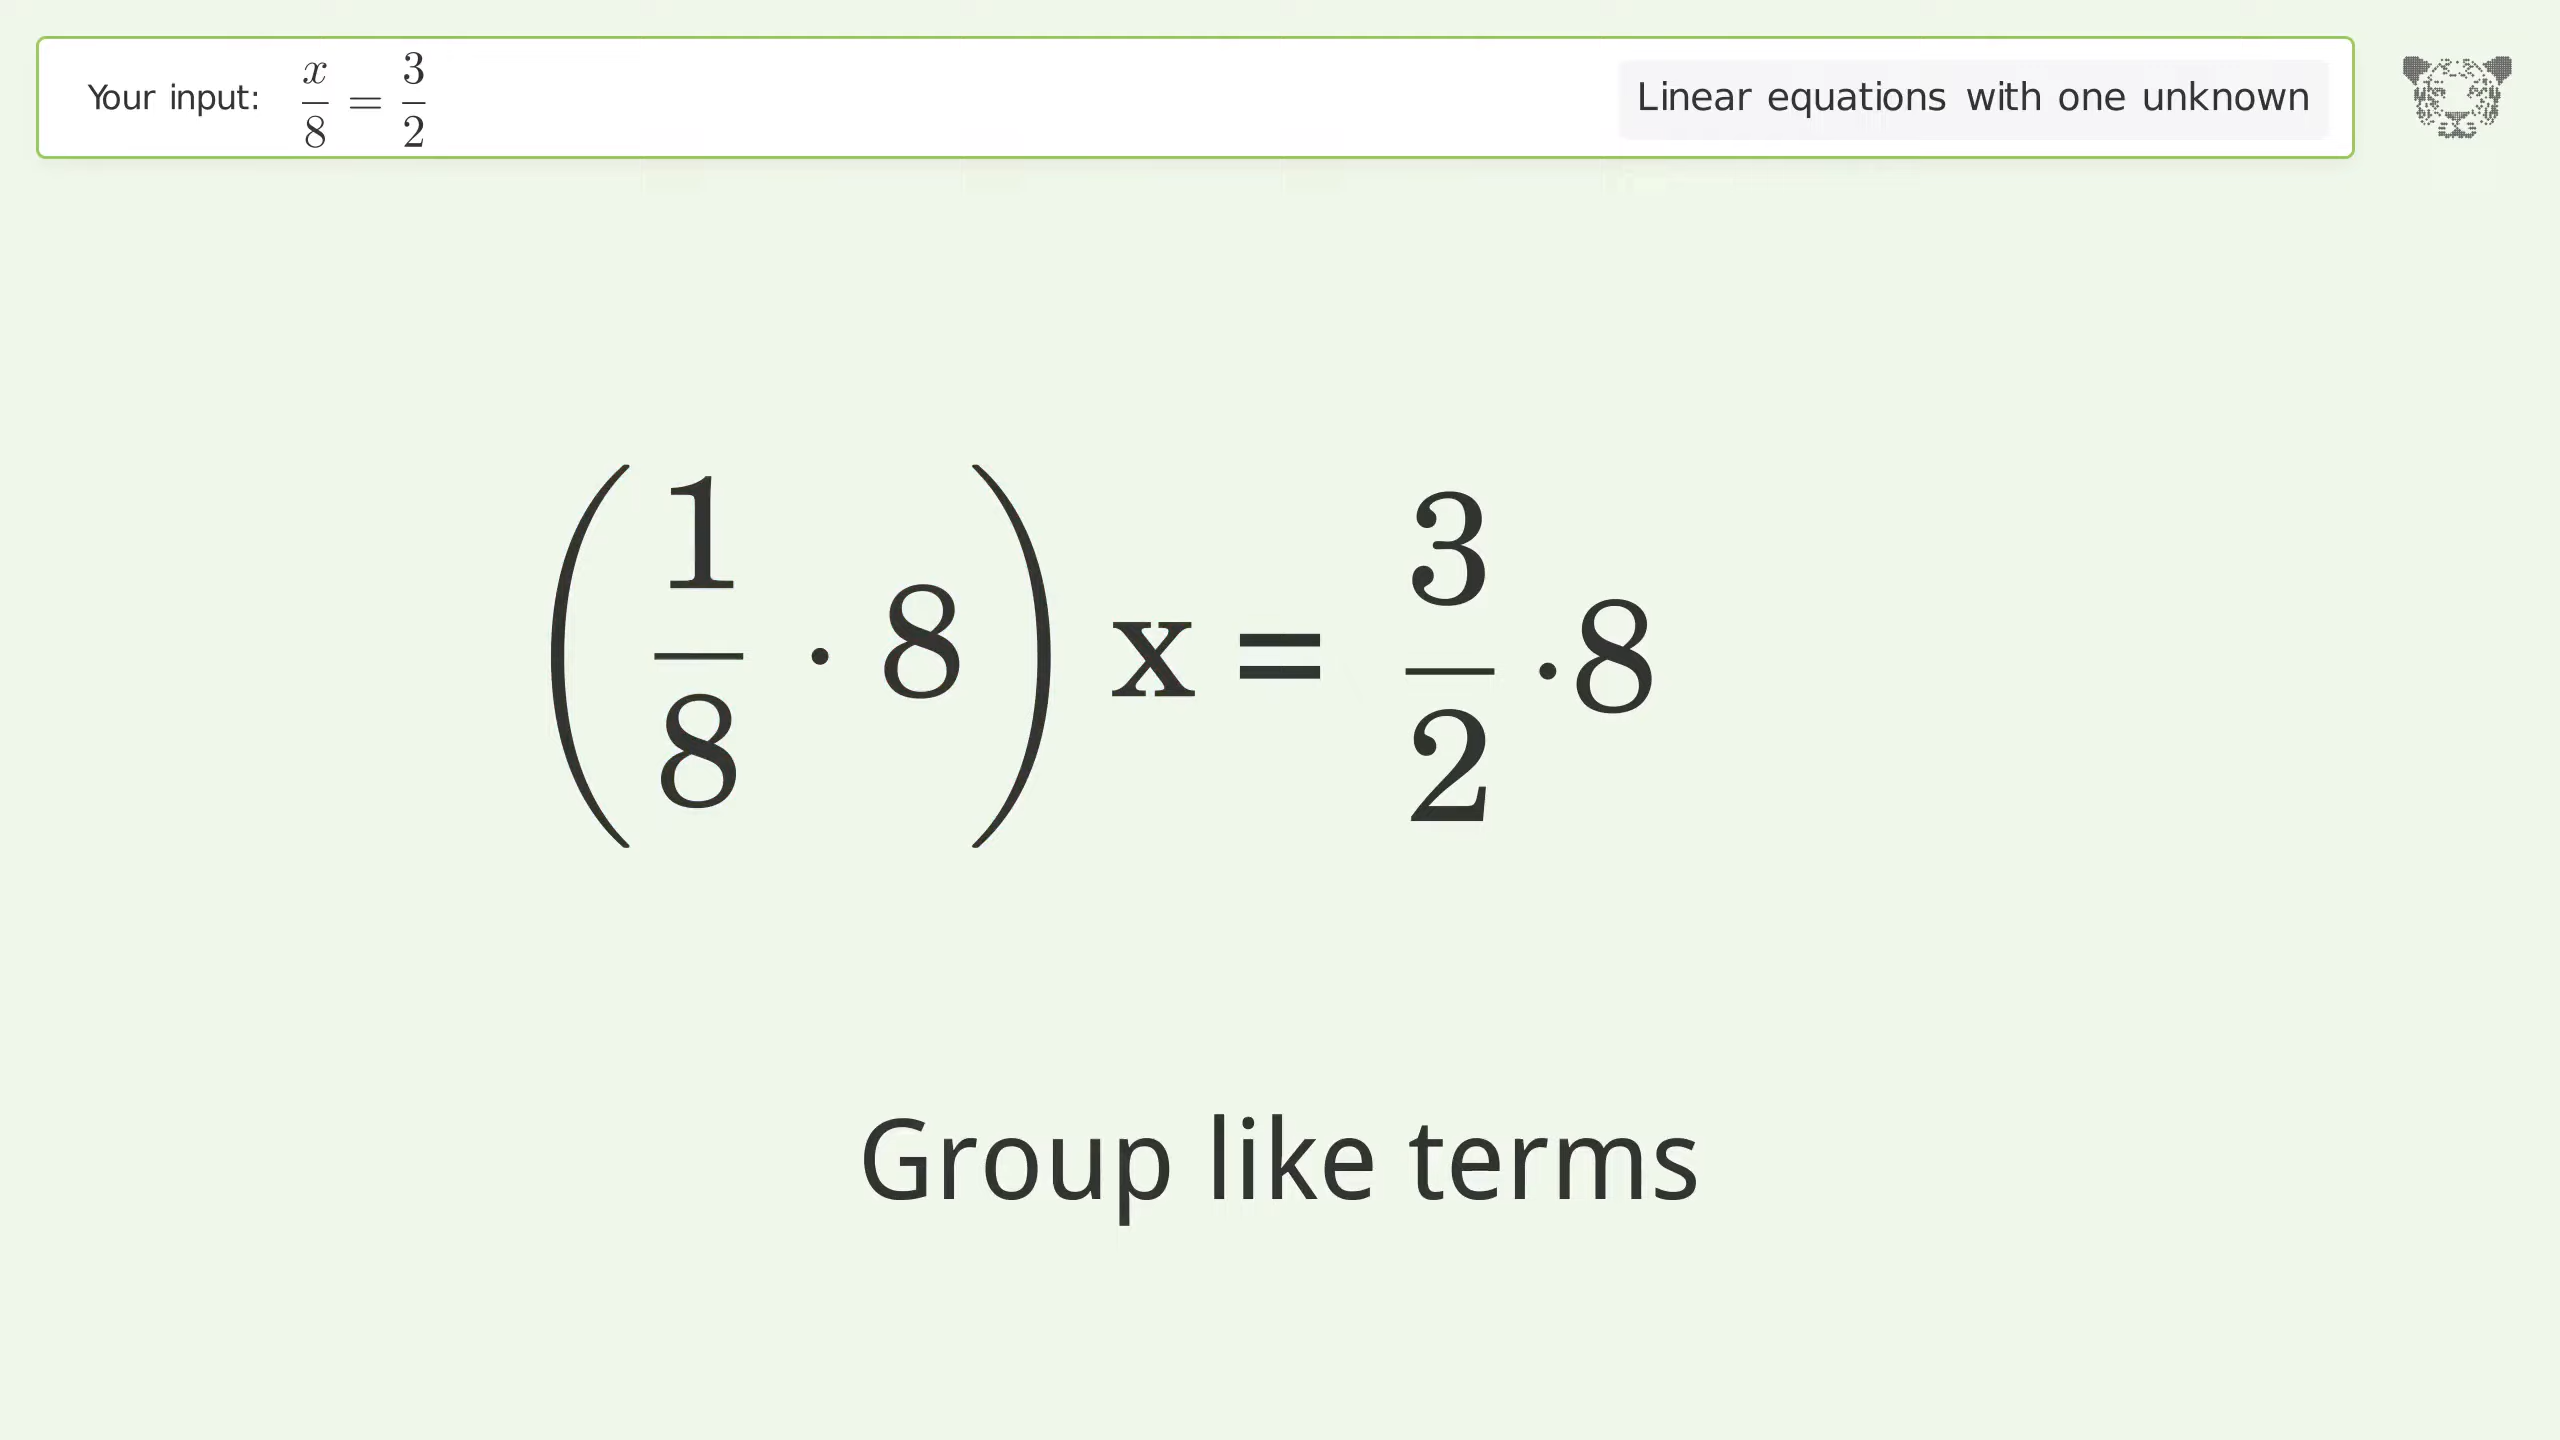 Your input: x/8 = 3/2
Linear equations with one unknown
(1/8 · 8) x = 3/2 · 8
Group like terms